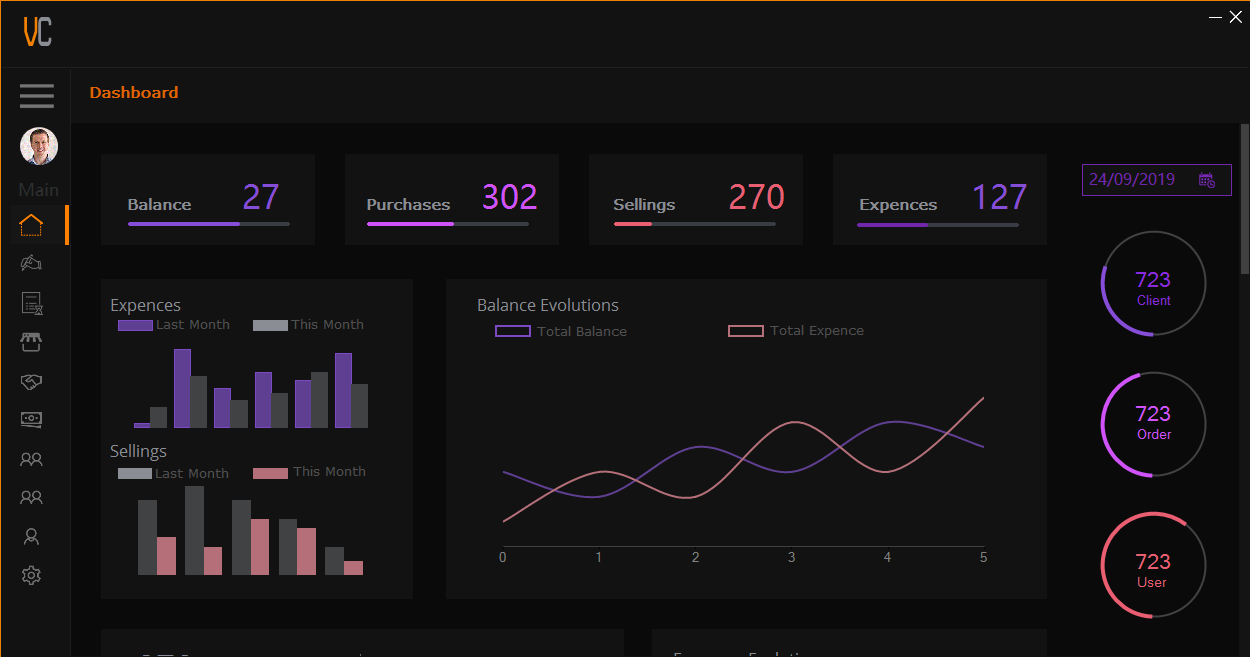 VC
Dashboard
Main
Balance 27
Purchases 302
Sellings 270
Expences 127
24/09/2019
Expences
Last Month This Month
Sellings
Last Month This Month
Balance Evolutions
Total Balance Total Expence
0 1 2 3 4 5
723
Client
723
Order
723
User